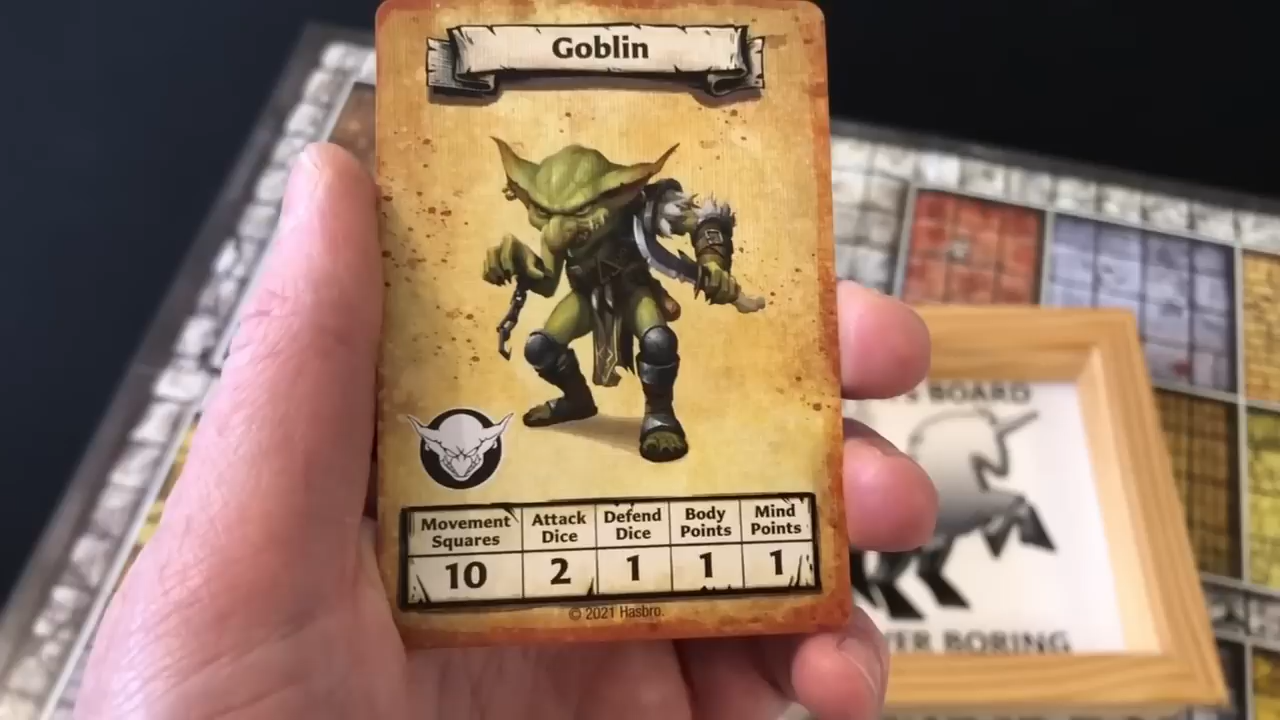 Goblin
Movement Squares
Attack Dice
Defend Dice
Body Points
Mind Points
10 2 1 1 1
© 2021 Hasbro.
BOARD
VER BORING